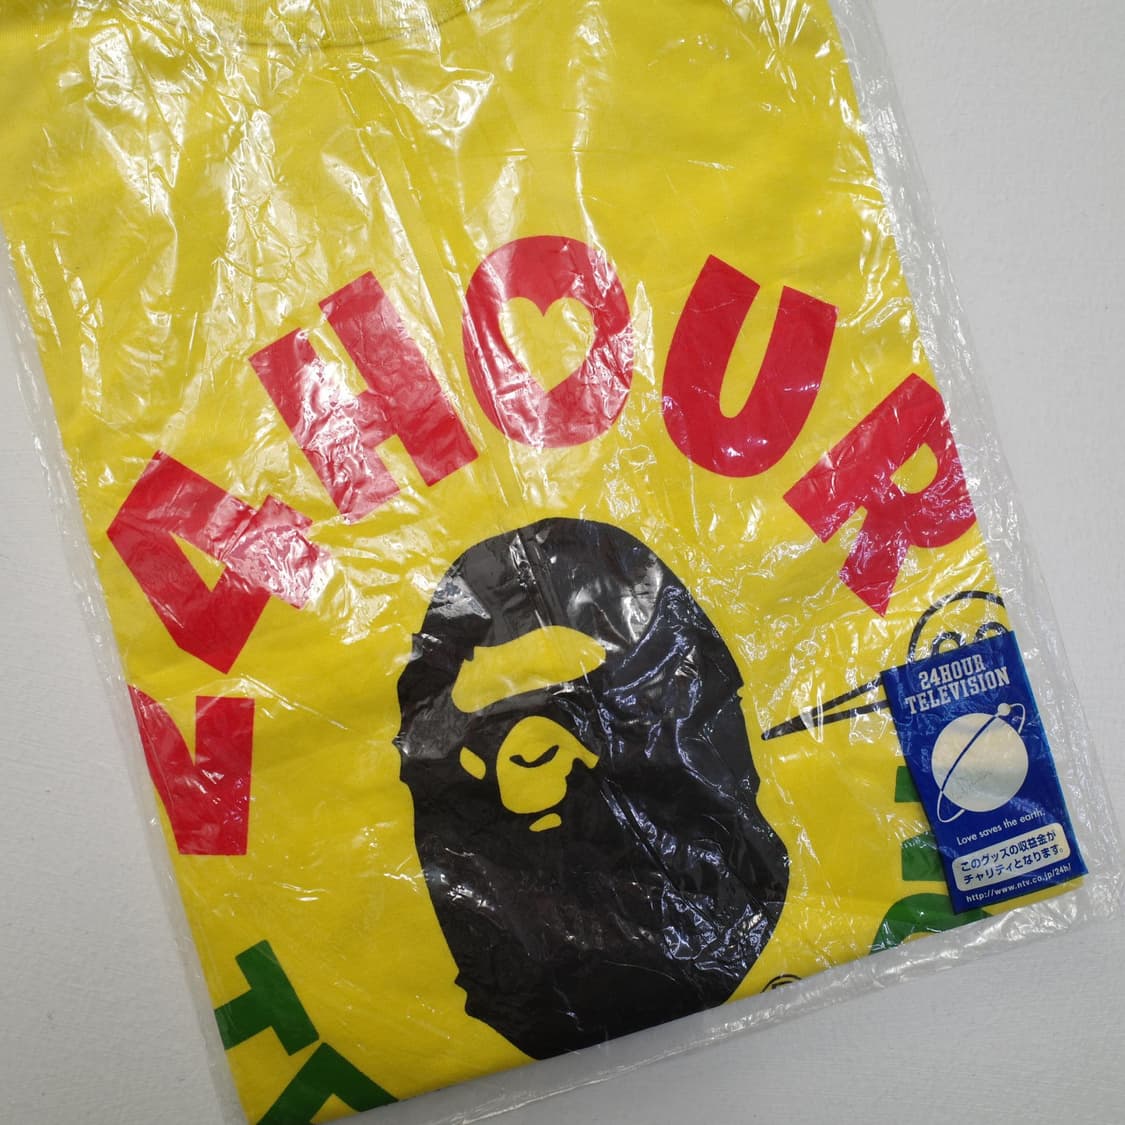 24HOUR
24HOUR
TELEVISION
Love saves the earth.
このグッズの収益金が
チャリティとなります。
http://www.ntv.co.jp/24h/